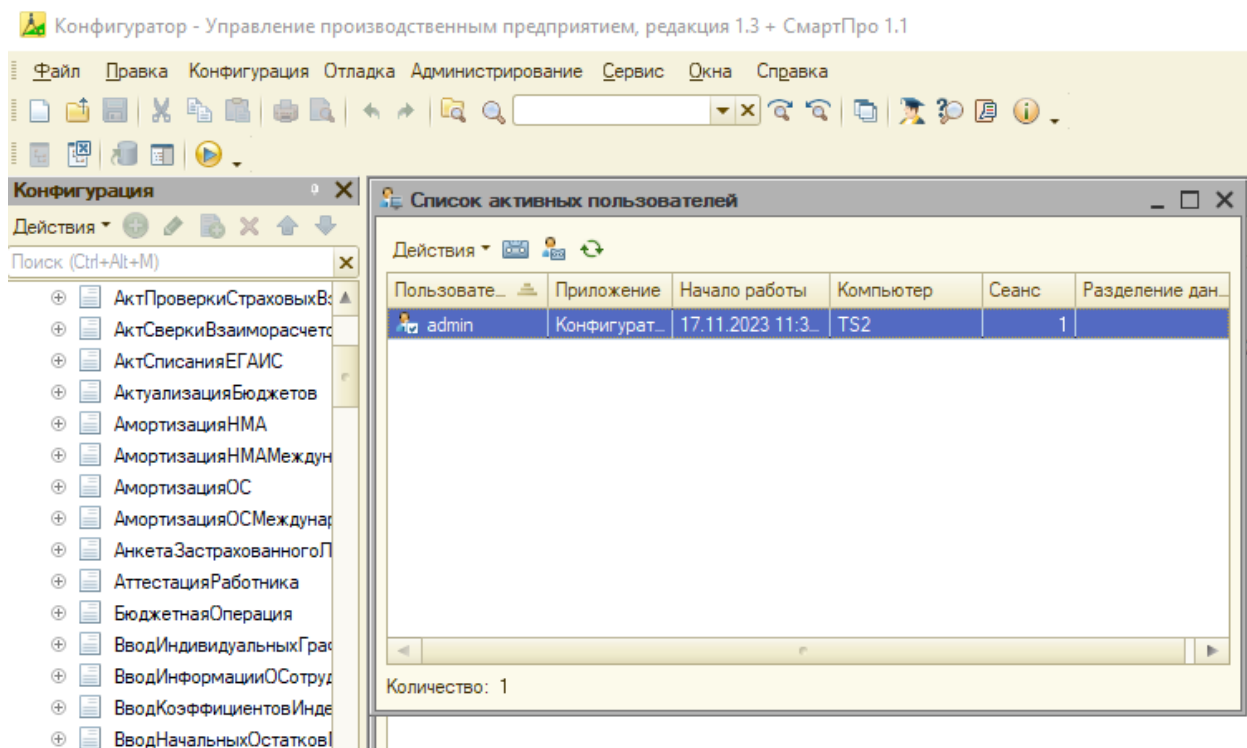 Конфигуратор - Управление производственным предприятием, редакция 1.3 + СмартПро 1.1
Файл Правка Конфигурация Отладка Администрирование Сервис Окна Справка
Конфигурация
Действия
Поиск (Ctrl+Alt+M)
АктПроверкиСтраховыхВз
АктСверкиВзаиморасчетс
АктСписанияЕГАИС
АктуализацияБюджетов
АмортизацияНМА
АмортизацияНМАМеждун
АмортизацияОС
АмортизацияОСМеждунар
АнкетаЗастрахованногоЛ
АттестацияРаботника
БюджетнаяОперация
ВводИндивидуальныхГраф
ВводИнформацииОСотруд
ВводКоэффициентовИнде
ВводНачальныхОстатков
Список активных пользователей
Действия
Пользовате... Приложение Начало работы Компьютер Сеанс Разделение дан...
admin Конфигурат... 17.11.2023 11:3... TS2 1
Количество: 1